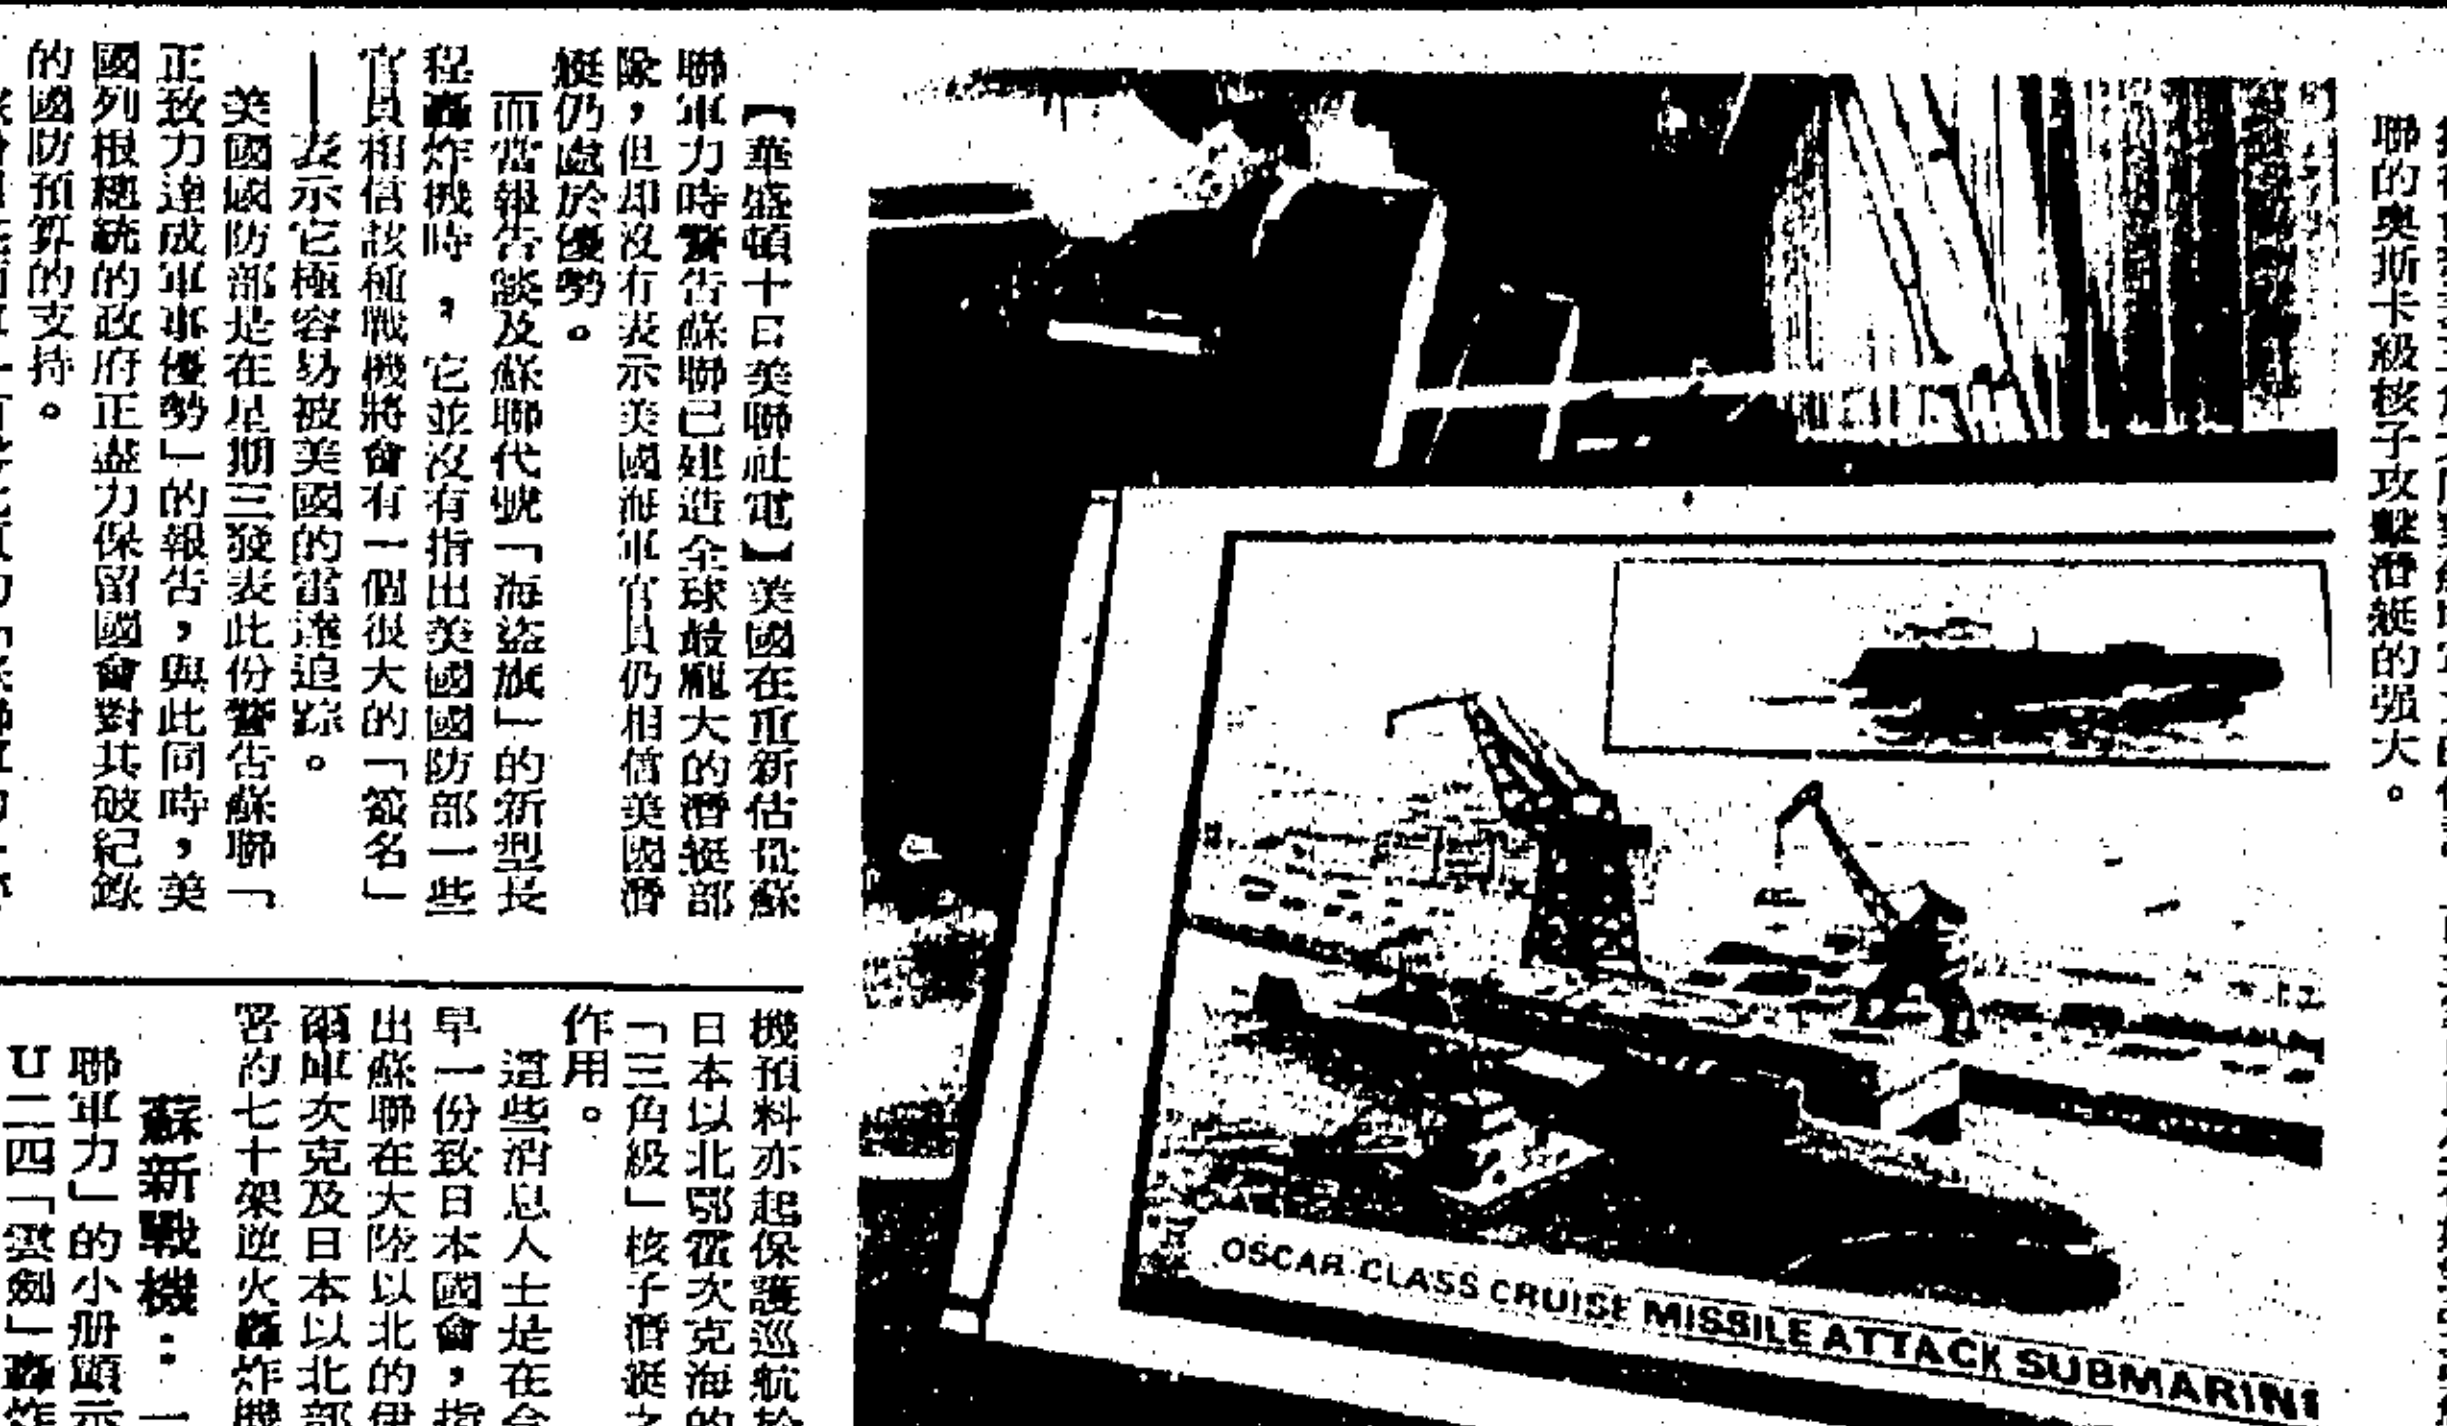 聯的奧斯卡級核子攻擊潛艇的强大。
OSCAR CLASS CRUISE MISSILE ATTACK SUBMARINE
【華盛頓十日美聯社電】美國在重新估量蘇
聯軍力時警告蘇聯已建造全球最龐大的潛艇部
隊，但却沒有表示美國海軍官員仍相信美國潛
艇仍處於優勢。
而當報告談及蘇聯代號「海盜旗」的新型長
程轟炸機時，它並沒有指出美國國防部一些
官員相信該種戰機將會有一個很大的「簽名」
——表示它極容易被美國的雷達追踪。
美國國防部是在星期三發表此份警告蘇聯「
正致力達成軍事優勢」的報告，與此同時，美
國列根總統的政府正盡力保留國會對其破紀錄
的國防預算的支持。
機預料亦起保護巡航於
日本以北鄂霍次克海的
「三角級」核子潛艇之
作用。
這些消息人士是在今
早一份致日本國會，指
出蘇聯在大陸以北的伊
爾庫次克及日本以北部
署約七十架逆火轟炸機
蘇新戰機：一
聯軍力」的小册顯示
U二四「雲劍」轟炸